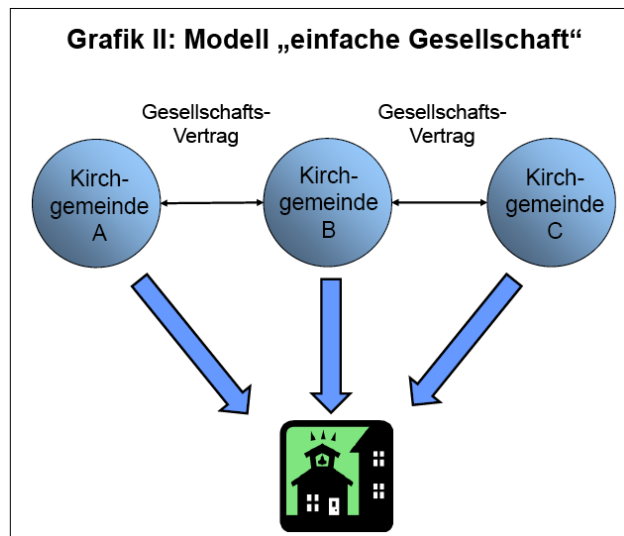 Grafik II: Modell „einfache Gesellschaft“
Gesellschafts-
Vertrag
Gesellschafts-
Vertrag
Kirch-
gemeinde
A
Kirch-
gemeinde
B
Kirch-
gemeinde
C